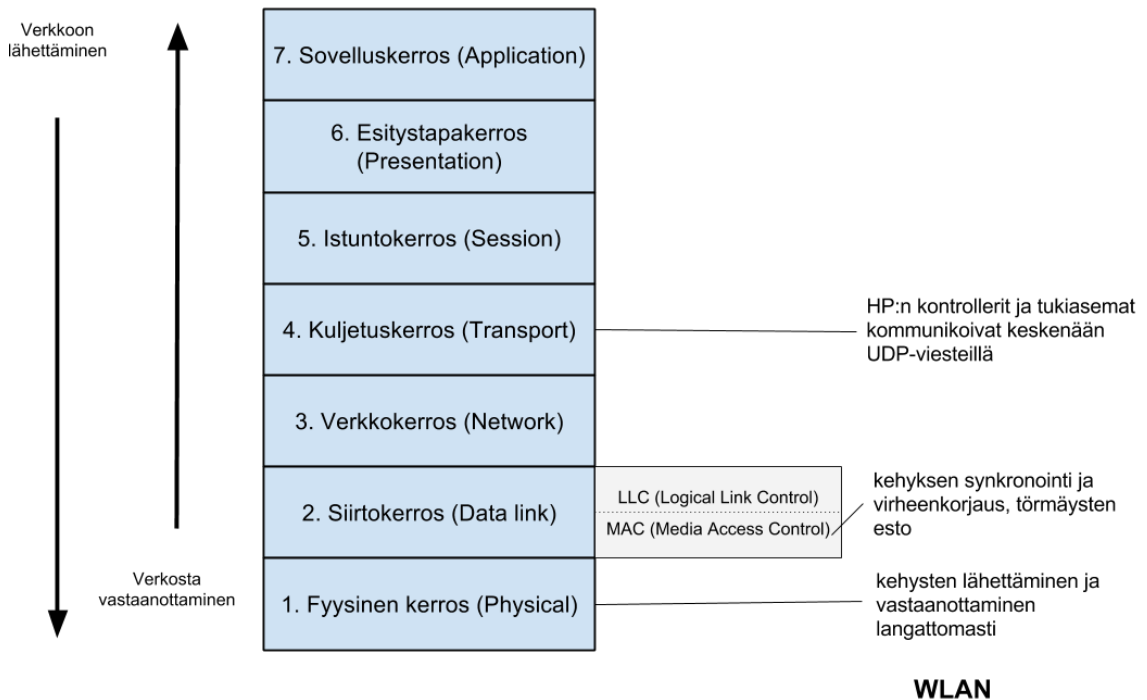 Verkkoon
lähettäminen
7. Sovelluskerros (Application)
6. Esitystapakerros
(Presentation)
5. Istuntokerros (Session)
4. Kuljetuskerros (Transport)
HP:n kontrollerit ja tukiasemat
kommunikoivat keskenään
UDP-viesteillä
3. Verkkokerros (Network)
2. Siirtokerros (Data link)
LLC (Logical Link Control)
MAC (Media Access Control)
kehyksen synkronointi ja
virheenkorjaus, törmäysten
esto
Verkosta
vastaanottaminen
1. Fyysinen kerros (Physical)
kehysten lähettäminen ja
vastaanottaminen
langattomasti
WLAN